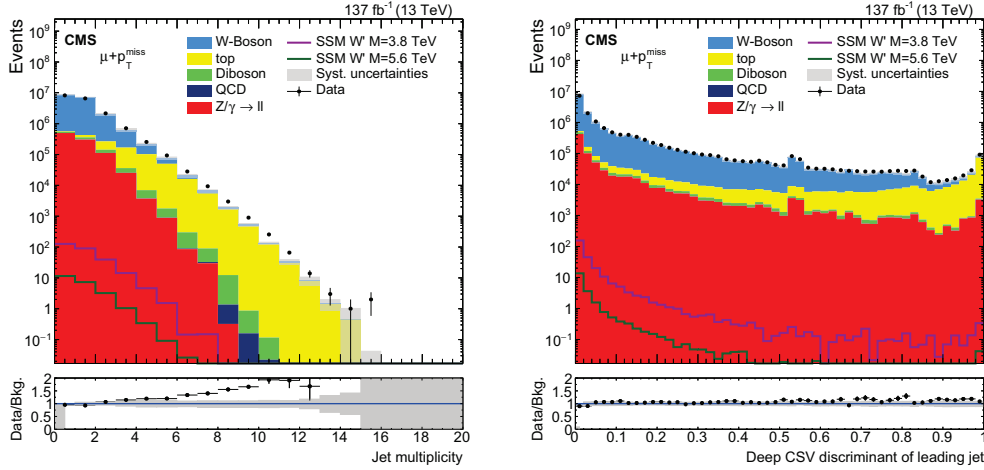 137 fb⁻¹ (13 TeV)
Events
CMS
μ+p_T^miss
W-Boson
top
Diboson
QCD
Z/γ → ll
SSM W' M=3.8 TeV
SSM W' M=5.6 TeV
Syst. uncertainties
Data
10⁹
10⁸
10⁷
10⁶
10⁵
10⁴
10³
10²
10
1
10⁻¹
Data/Bkg.
2
1.5
1
0.5
0
0 2 4 6 8 10 12 14 16 18 20
Jet multiplicity
137 fb⁻¹ (13 TeV)
Events
CMS
μ+p_T^miss
W-Boson
top
Diboson
QCD
Z/γ → ll
SSM W' M=3.8 TeV
SSM W' M=5.6 TeV
Syst. uncertainties
Data
10⁹
10⁸
10⁷
10⁶
10⁵
10⁴
10³
10²
10
1
10⁻¹
Data/Bkg.
2
1.5
1
0.5
0
0 0.1 0.2 0.3 0.4 0.5 0.6 0.7 0.8 0.9 1
Deep CSV discriminant of leading jet